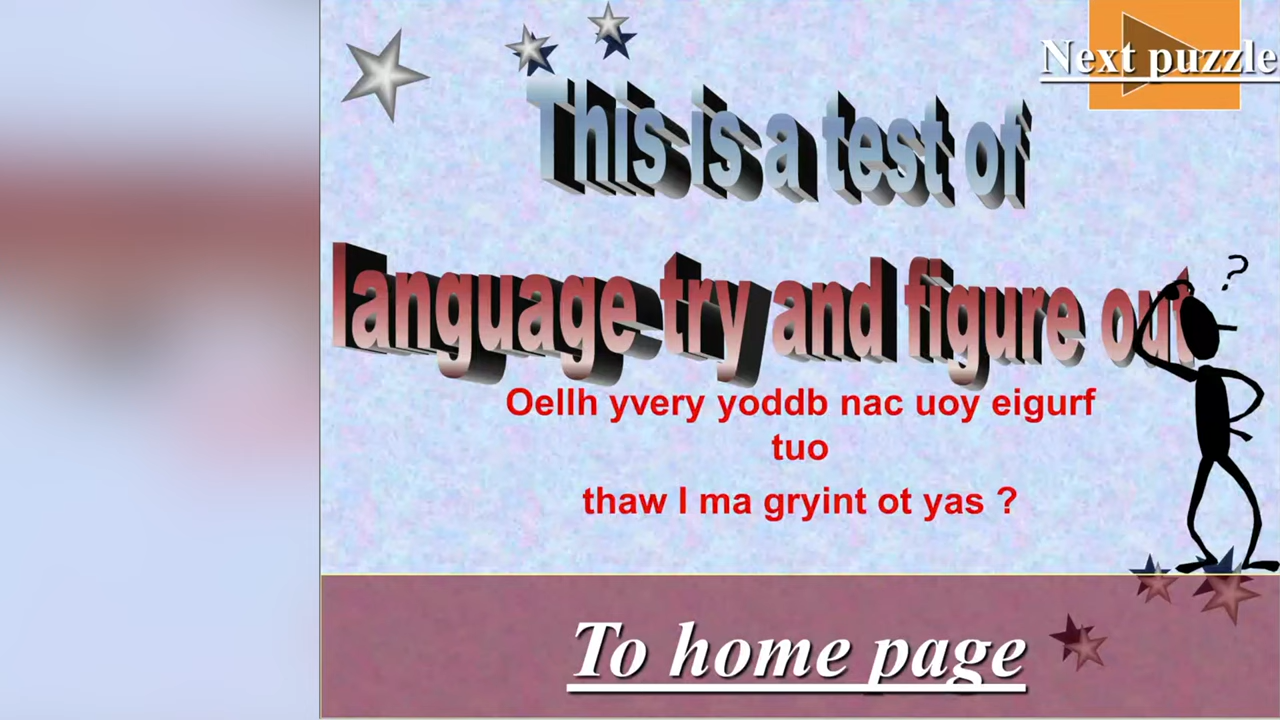 Next puzzle
This is a test of
language try and figure out
?
Oellh yvery yoddb nac uoy eigurf
tuo
thaw I ma gryint ot yas ?
To home page